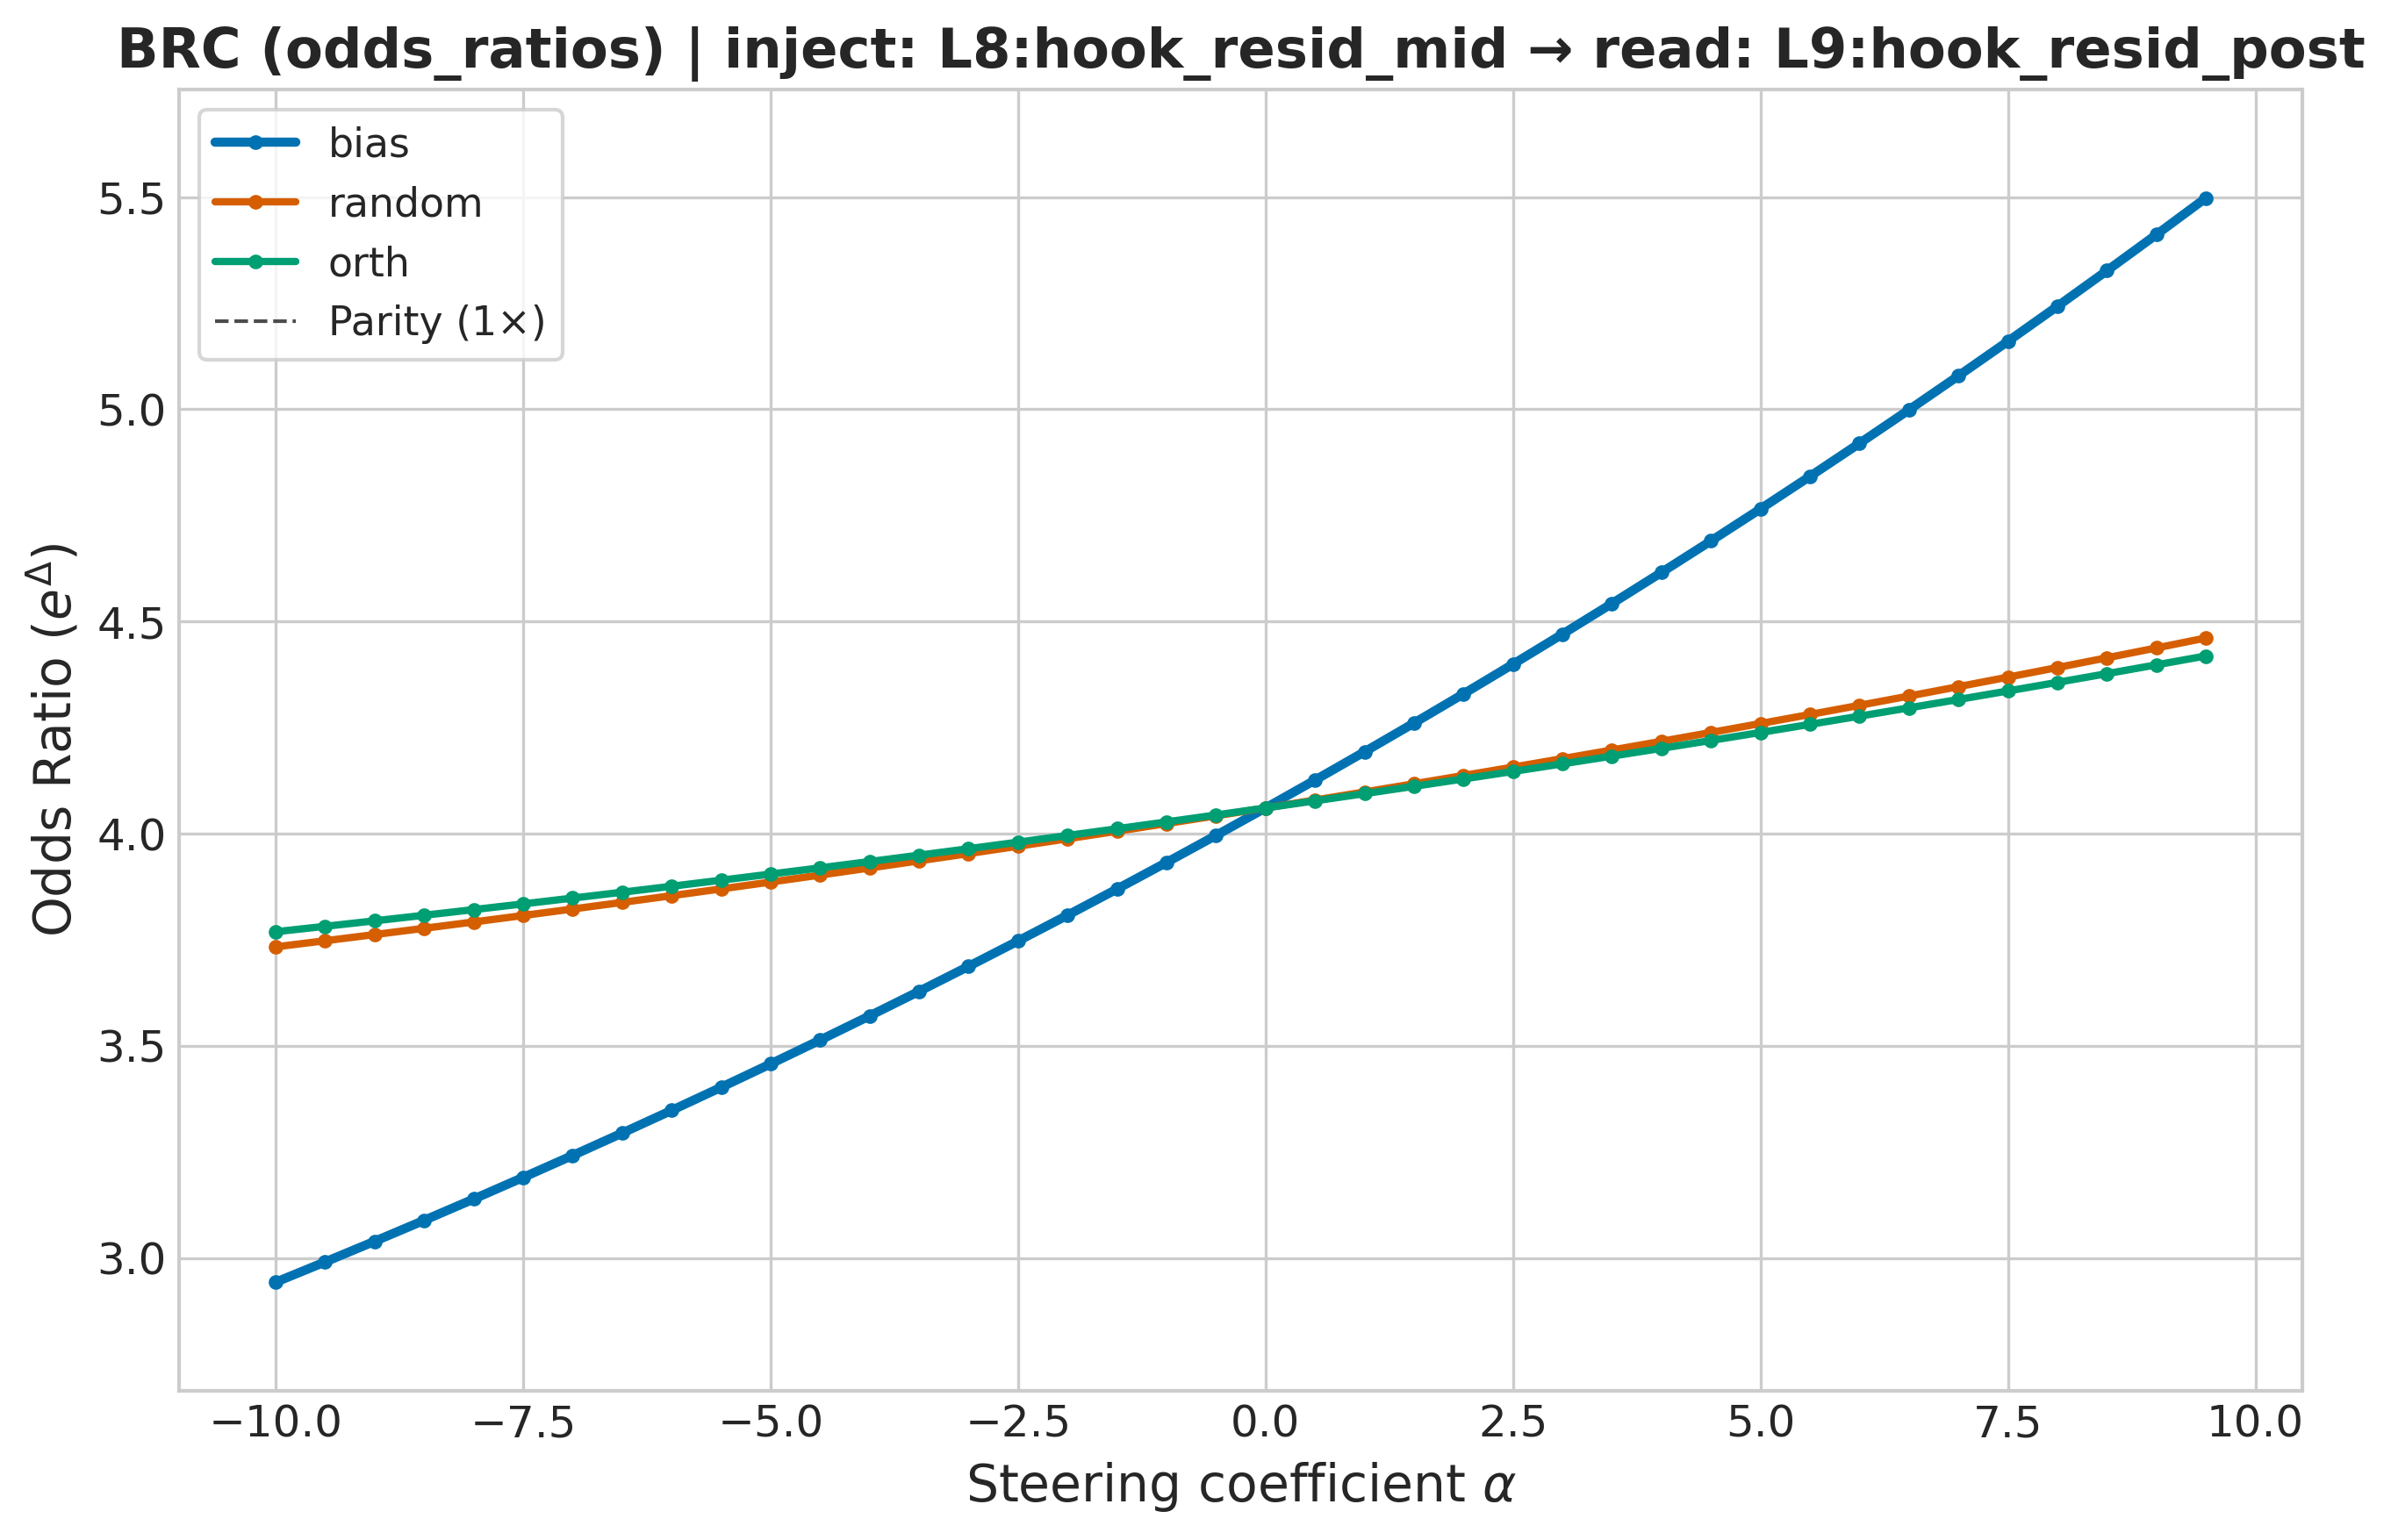 BRC (odds_ratios) | inject: L8:hook_resid_mid → read: L9:hook_resid_post
bias
random
orth
Parity (1×)
Odds Ratio (e^Δ)
5.5
5.0
4.5
4.0
3.5
3.0
−10.0 −7.5 −5.0 −2.5 0.0 2.5 5.0 7.5 10.0
Steering coefficient α